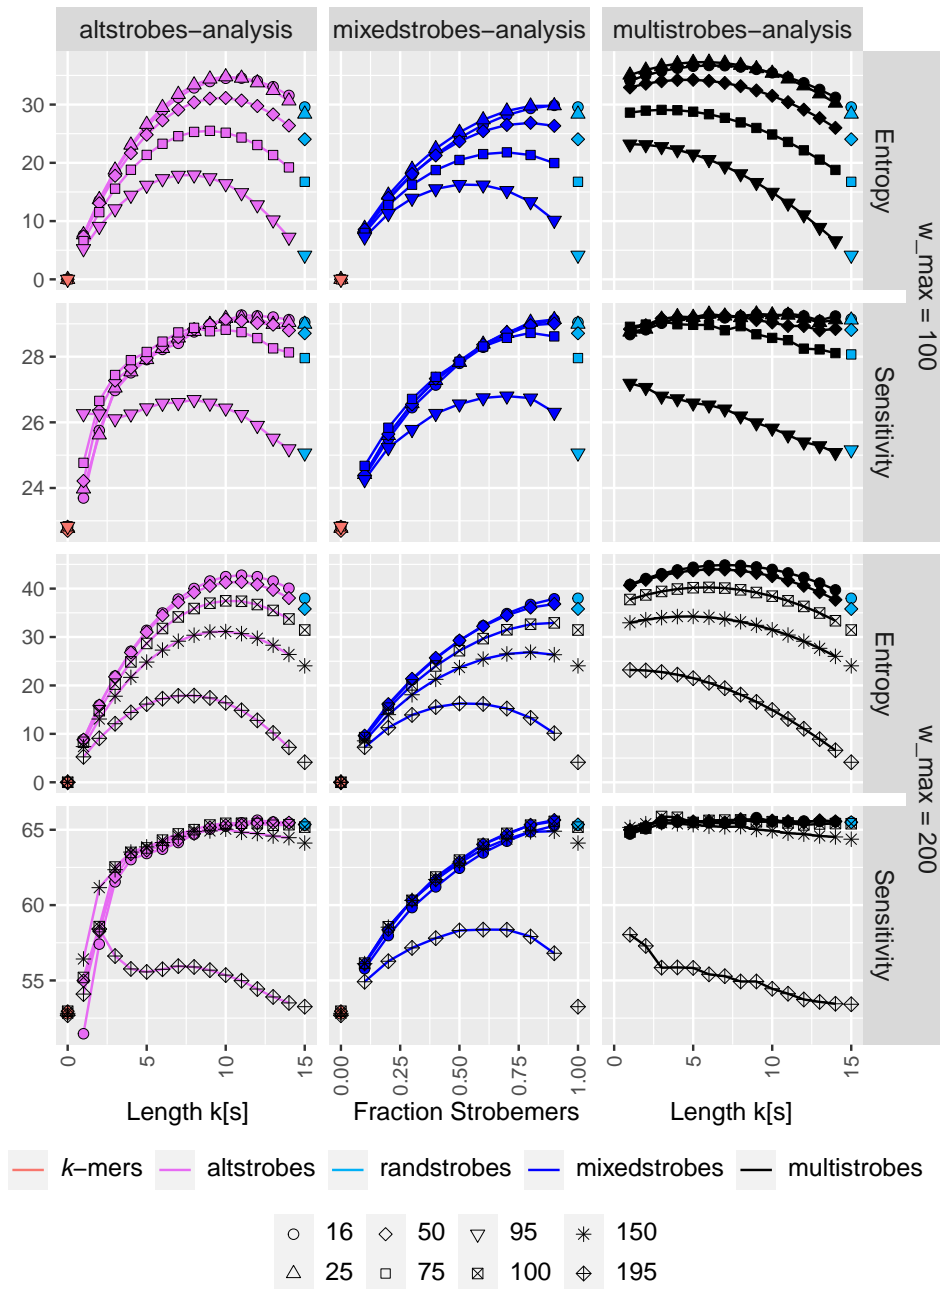 altstrobes−analysis mixedstrobes−analysis multistrobes−analysis
30
20
10
0
Entropy
28
26
24
Sensitivity
w_max = 100
40
30
20
10
0
Entropy
65
60
55
Sensitivity
w_max = 200
0 5 10 15 0.00 0.25 0.50 0.75 1.00 0 5 10 15
Length k[s] Fraction Strobemers Length k[s]
k−mers altstrobes randstrobes mixedstrobes multistrobes
16 50 95 150
25 75 100 195